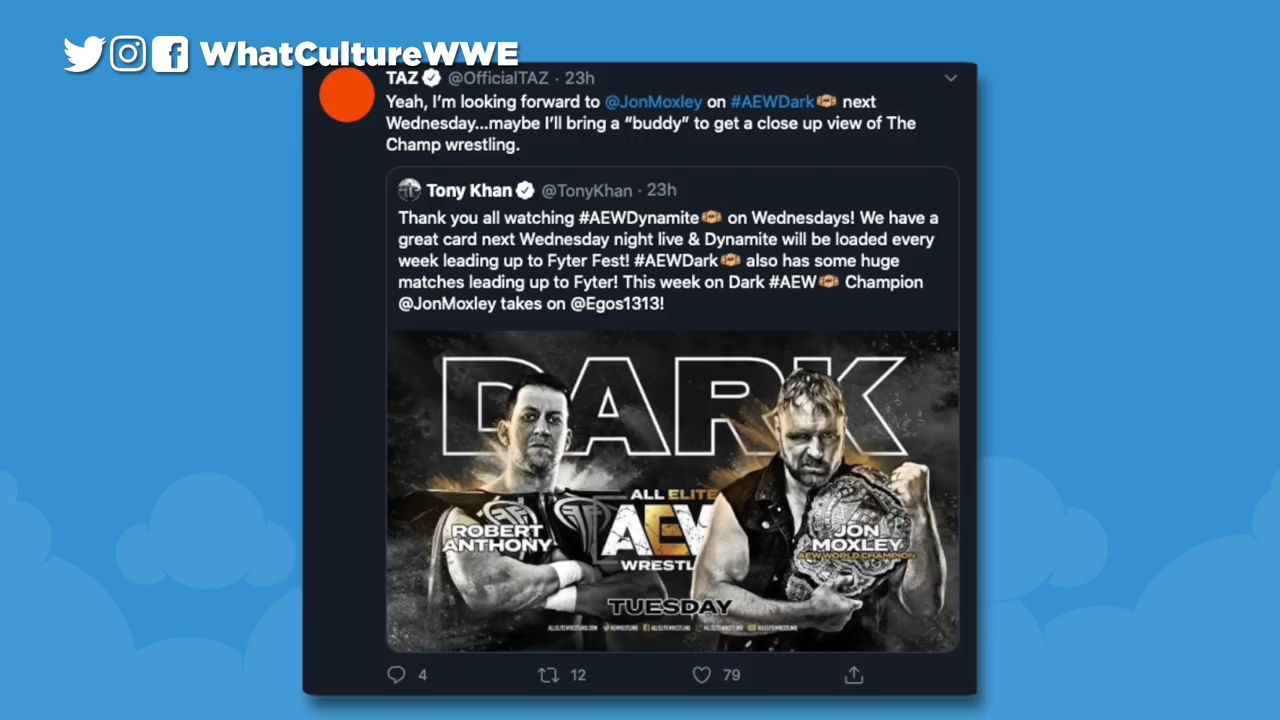 WhatCultureWWE
TAZ @OfficialTAZ · 23h
Yeah, I'm looking forward to @JonMoxley on #AEWDark next
Wednesday...maybe I'll bring a “buddy” to get a close up view of The
Champ wrestling.
Tony Khan @TonyKhan · 23h
Thank you all watching #AEWDynamite on Wednesdays! We have a
great card next Wednesday night live & Dynamite will be loaded every
week leading up to Fyter Fest! #AEWDark also has some huge
matches leading up to Fyter! This week on Dark #AEW Champion
@JonMoxley takes on @Egos1313!
DARK
ALL ELITE
AEW
WRESTL
ROBERT
ANTHONY
JON
MOXLEY
AEW WORLD CHAMPION
TUESDAY
4 12 79